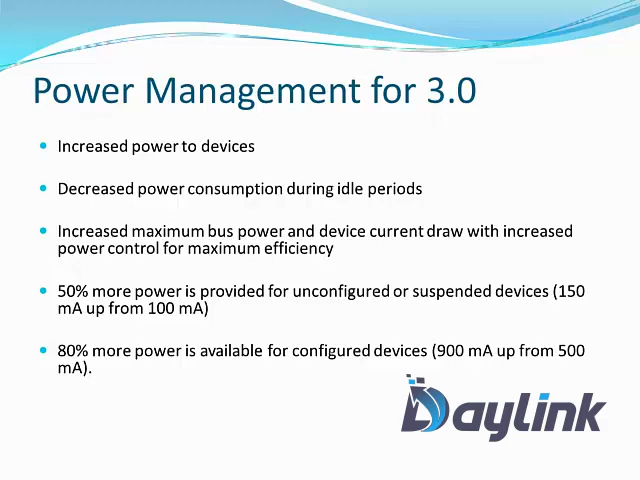 Power Management for 3.0
Increased power to devices
Decreased power consumption during idle periods
Increased maximum bus power and device current draw with increased
power control for maximum efficiency
50% more power is provided for unconfigured or suspended devices (150
mA up from 100 mA)
80% more power is available for configured devices (900 mA up from 500
mA).
Daylink